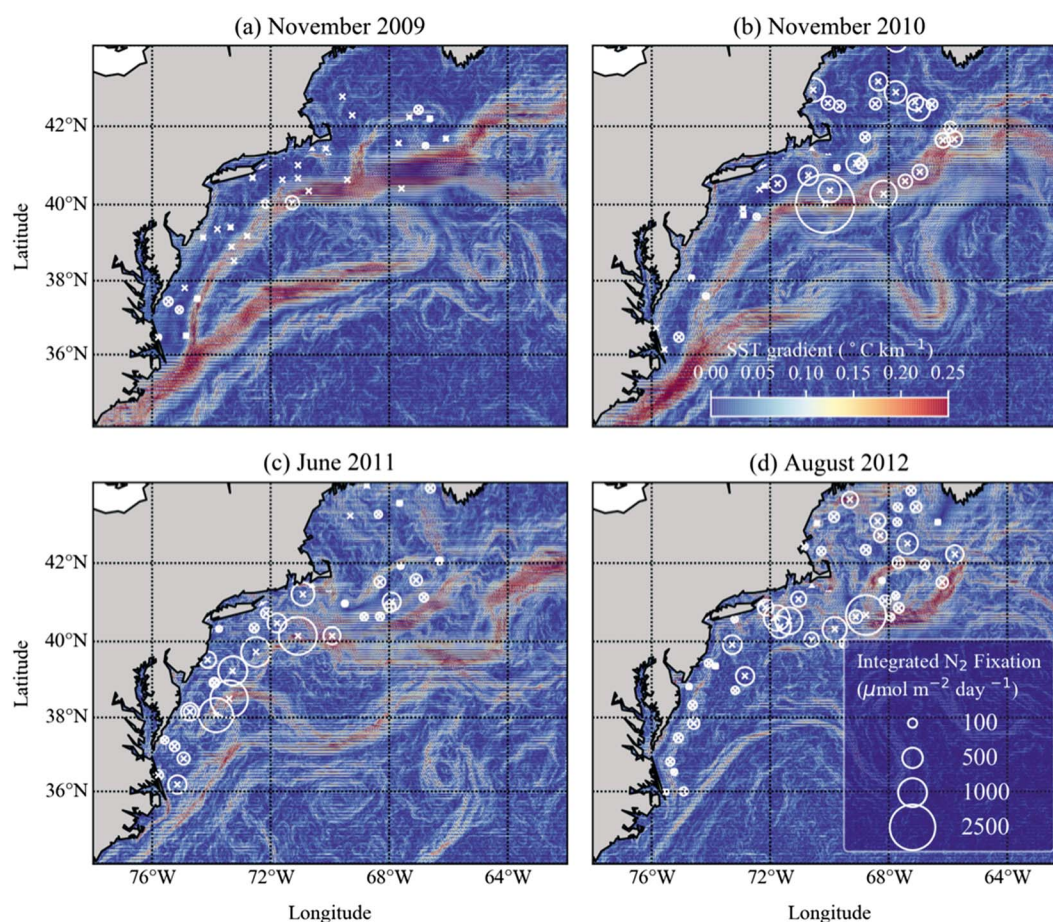 (a) November 2009
(b) November 2010
Latitude
42°N
40°N
38°N
36°N
SST gradient (°C km⁻¹)
0.00 0.05 0.10 0.15 0.20 0.25
(c) June 2011
(d) August 2012
Latitude
42°N
40°N
38°N
36°N
Integrated N₂ Fixation
(μmol m⁻² day ⁻¹)
100
500
1000
2500
76°W 72°W 68°W 64°W
76°W 72°W 68°W 64°W
Longitude
Longitude